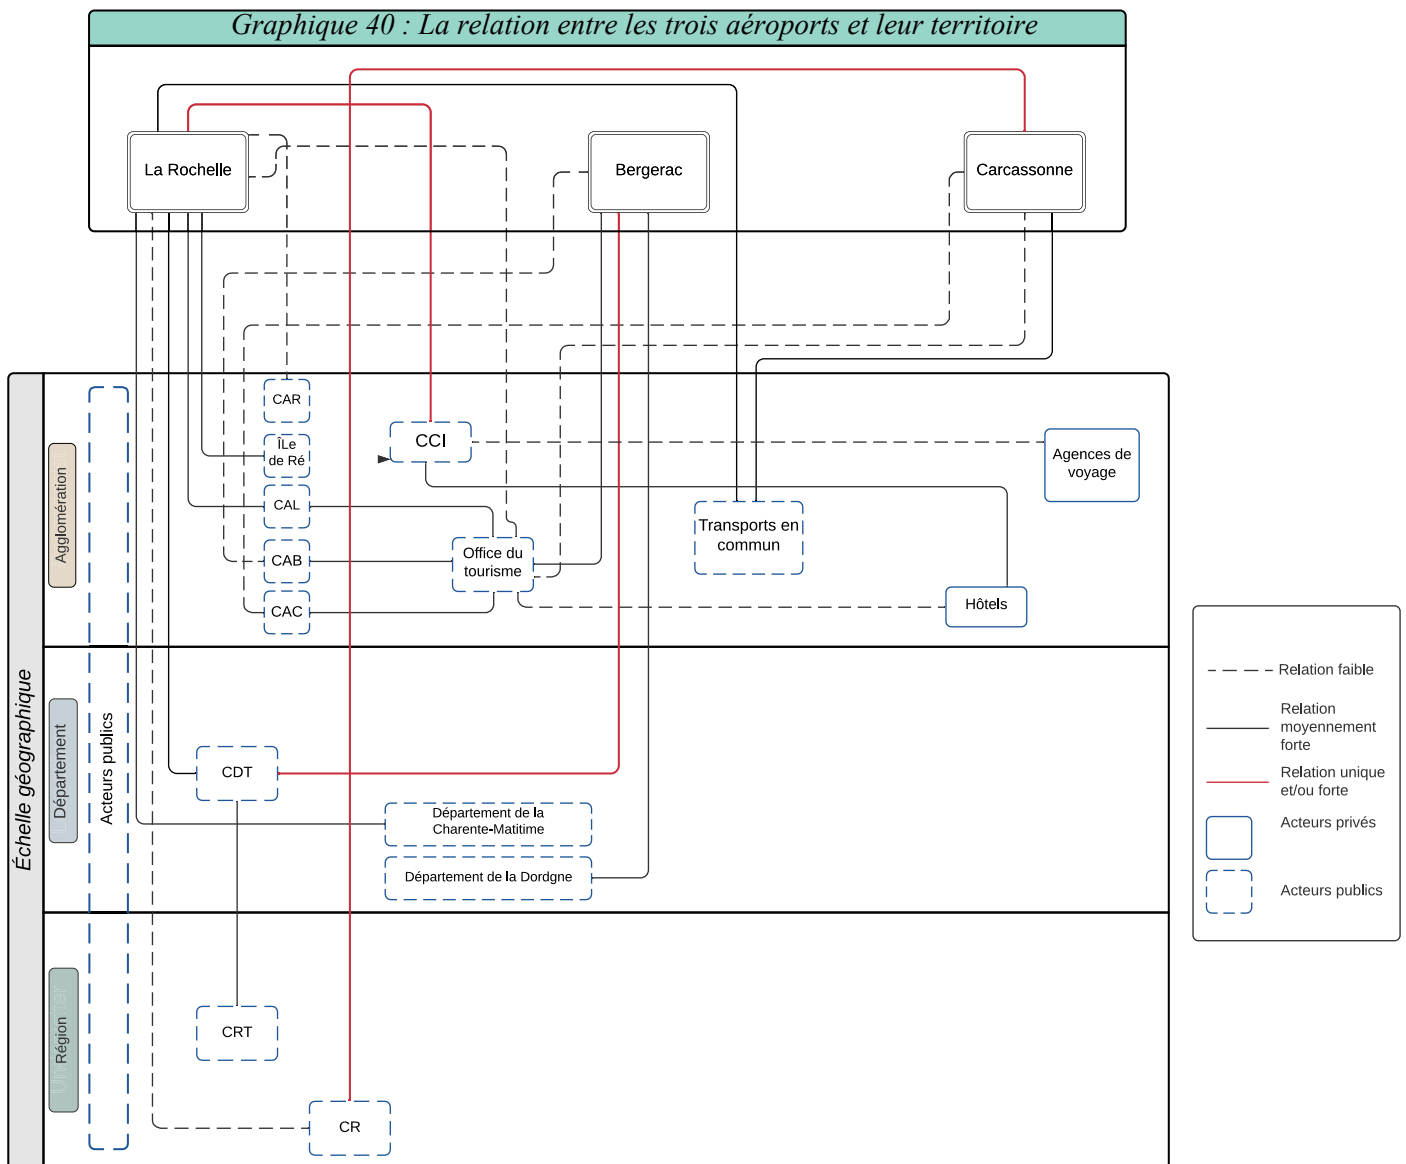 Graphique 40 : La relation entre les trois aéroports et leur territoire
La Rochelle
Bergerac
Carcassonne
Échelle géographique
Agglomération
Acteurs publics
CAR
ÎLe
de Ré
CAL
CAB
CAC
CCI
Office du
tourisme
Transports en
commun
Agences de
voyage
Hôtels
Département
CDT
Département de la
Charente-Matitime
Département de la Dordgne
Région
CRT
CR
Relation faible
Relation
moyennement
forte
Relation unique
et/ou forte
Acteurs privés
Acteurs publics